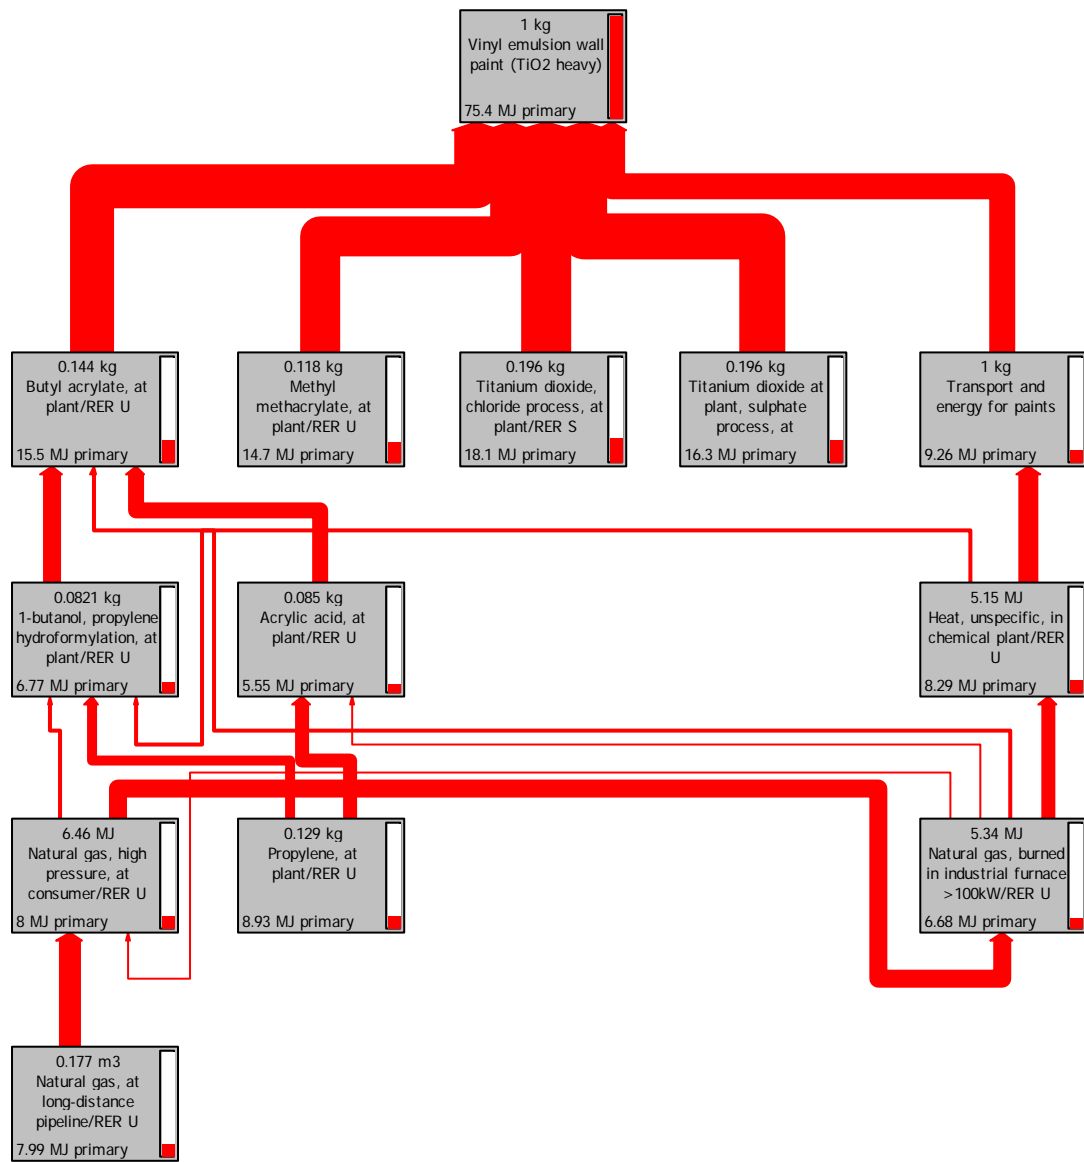 1 kg
Vinyl emulsion wall
paint (TiO2 heavy)
75.4 MJ primary
0.144 kg
Butyl acrylate, at
plant/RER U
15.5 MJ primary
0.118 kg
Methyl
methacrylate, at
plant/RER U
14.7 MJ primary
0.196 kg
Titanium dioxide,
chloride process, at
plant/RER S
18.1 MJ primary
0.196 kg
Titanium dioxide at
plant, sulphate
process, at
16.3 MJ primary
1 kg
Transport and
energy for paints
9.26 MJ primary
0.0821 kg
1-butanol, propylene
hydroformylation, at
plant/RER U
6.77 MJ primary
0.085 kg
Acrylic acid, at
plant/RER U
5.55 MJ primary
5.15 MJ
Heat, unspecific, in
chemical plant/RER
U
8.29 MJ primary
6.46 MJ
Natural gas, high
pressure, at
consumer/RER U
8 MJ primary
0.129 kg
Propylene, at
plant/RER U
8.93 MJ primary
5.34 MJ
Natural gas, burned
in industrial furnace
>100kW/RER U
6.68 MJ primary
0.177 m3
Natural gas, at
long-distance
pipeline/RER U
7.99 MJ primary